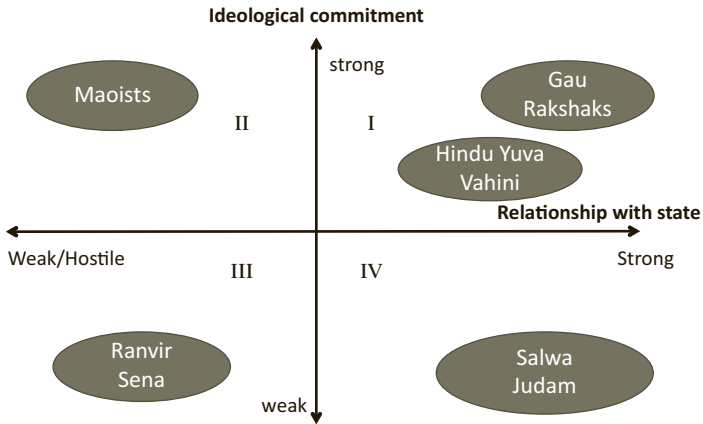 Ideological commitment
strong
Maoists
Gau
Rakshaks
II
I
Hindu Yuva
Vahini
Relationship with state
Weak/Hostile
Strong
III
IV
Ranvir
Sena
Salwa
Judam
weak